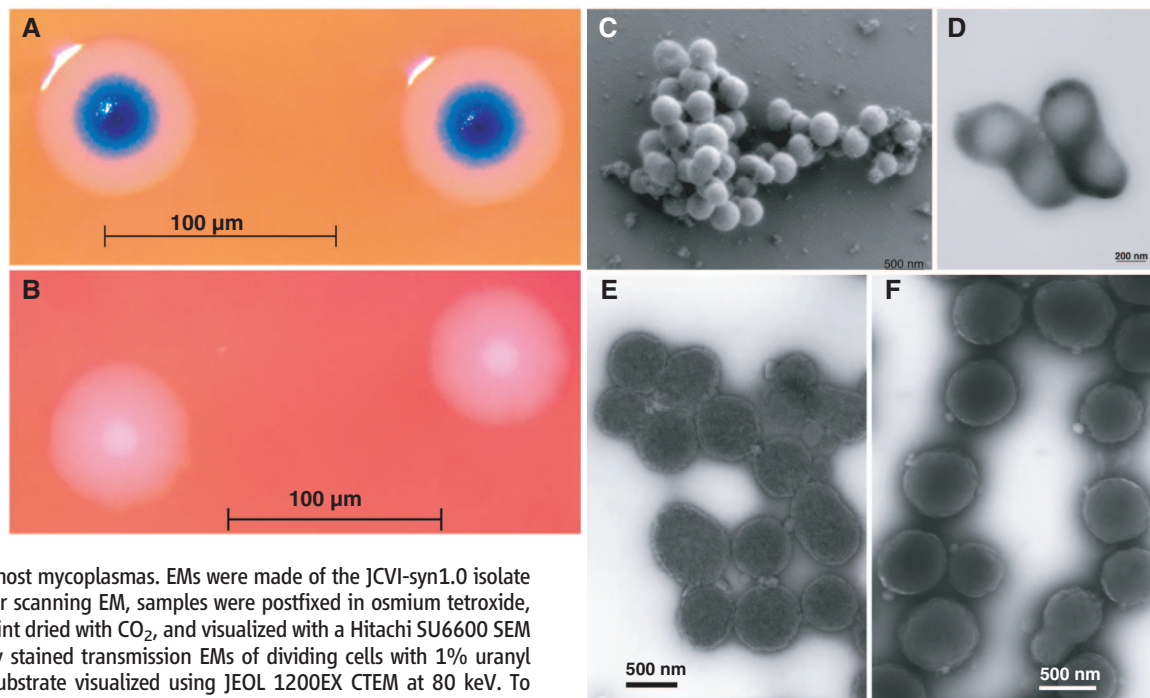 A
100 µm
B
100 µm
C
500 nm
D
200 nm
E
500 nm
F
500 nm
nost mycoplasmas. EMs were made of the JCVI-syn1.0 isolate
r scanning EM, samples were postfixed in osmium tetroxide,
int dried with CO₂, and visualized with a Hitachi SU6600 SEM
y stained transmission EMs of dividing cells with 1% uranyl
ubstrate visualized using JEOL 1200EX CTEM at 80 keV. To